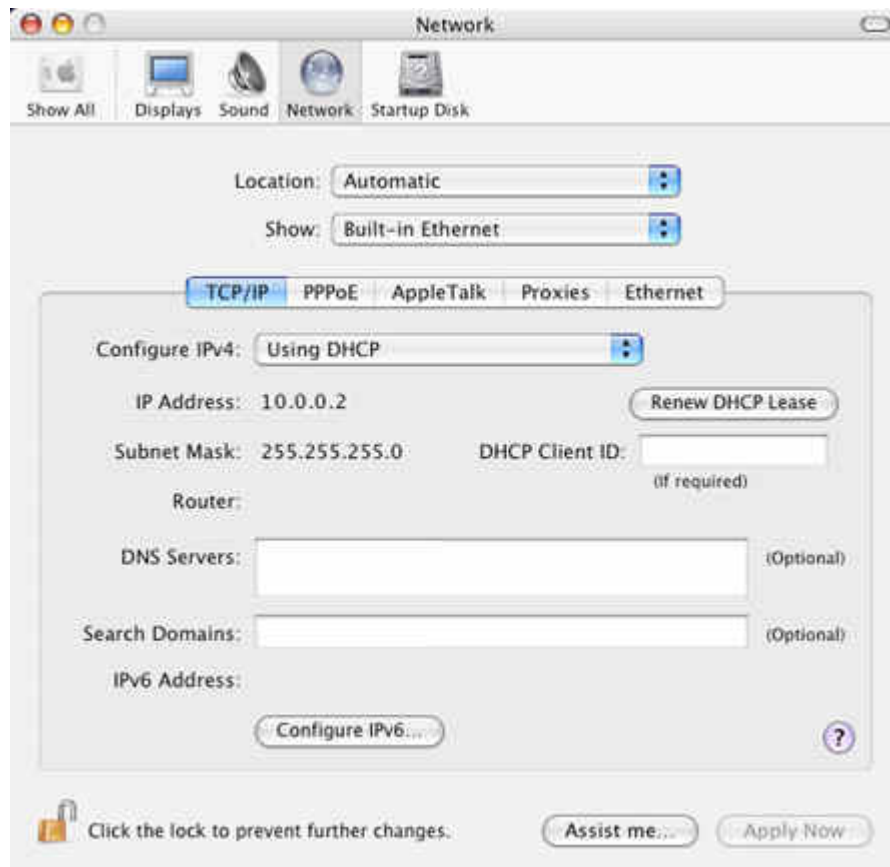 Network
Show All Displays Sound Network Startup Disk
Location: Automatic
Show: Built-in Ethernet
TCP/IP PPPoE AppleTalk Proxies Ethernet
Configure IPv4: Using DHCP
IP Address: 10.0.0.2 Renew DHCP Lease
Subnet Mask: 255.255.255.0 DHCP Client ID:
(If required)
Router:
DNS Servers: (Optional)
Search Domains: (Optional)
IPv6 Address:
Configure IPv6...
?
Click the lock to prevent further changes. Assist me... Apply Now